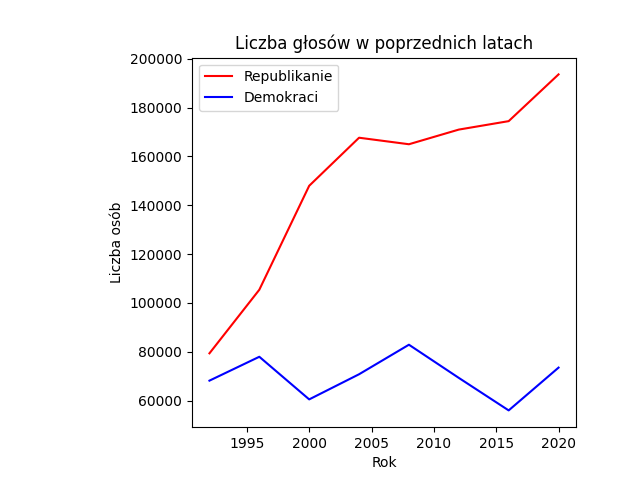 Liczba głosów w poprzednich latach
Republikanie
Demokraci
200000
180000
160000
140000
120000
100000
80000
60000
Liczba osób
1995 2000 2005 2010 2015 2020
Rok